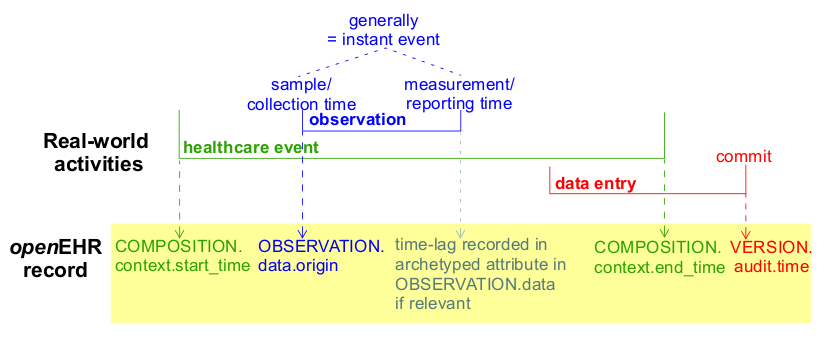 generally
= instant event
sample/
collection time
measurement/
reporting time
observation
Real-world
activities
healthcare event
commit
data entry
openEHR
record
COMPOSITION.
context.start_time
OBSERVATION.
data.origin
time-lag recorded in
archetyped attribute in
OBSERVATION.data
if relevant
COMPOSITION.
context.end_time
VERSION.
audit.time